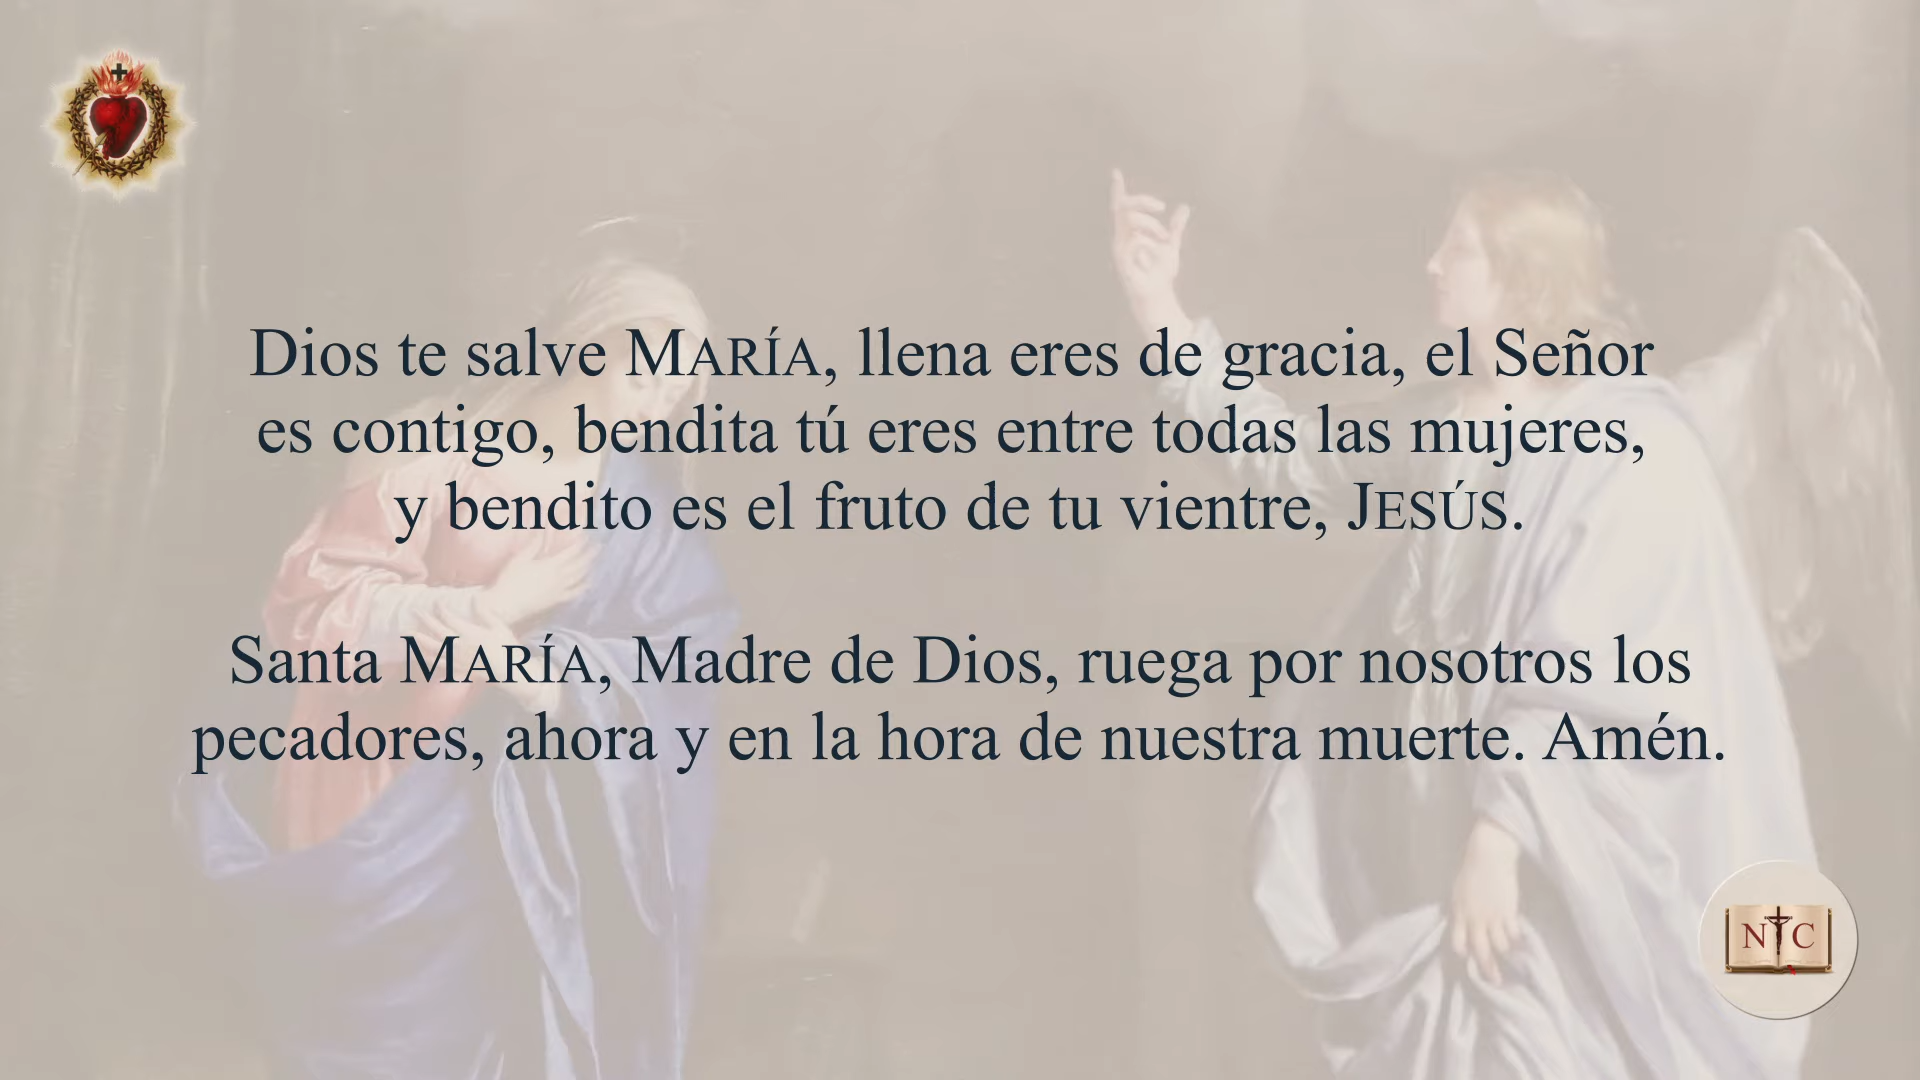 Dios te salve MARÍA, llena eres de gracia, el Señor
es contigo, bendita tú eres entre todas las mujeres,
y bendito es el fruto de tu vientre, JESÚS.
Santa MARÍA, Madre de Dios, ruega por nosotros los
pecadores, ahora y en la hora de nuestra muerte. Amén.
N C